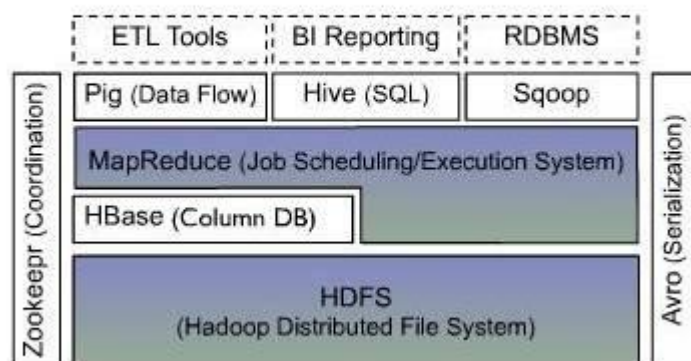 ETL Tools
BI Reporting
RDBMS
Pig (Data Flow)
Hive (SQL)
Sqoop
MapReduce (Job Scheduling/Execution System)
HBase (Column DB)
HDFS
(Hadoop Distributed File System)
Zookeepr (Coordination)
Avro (Serialization)